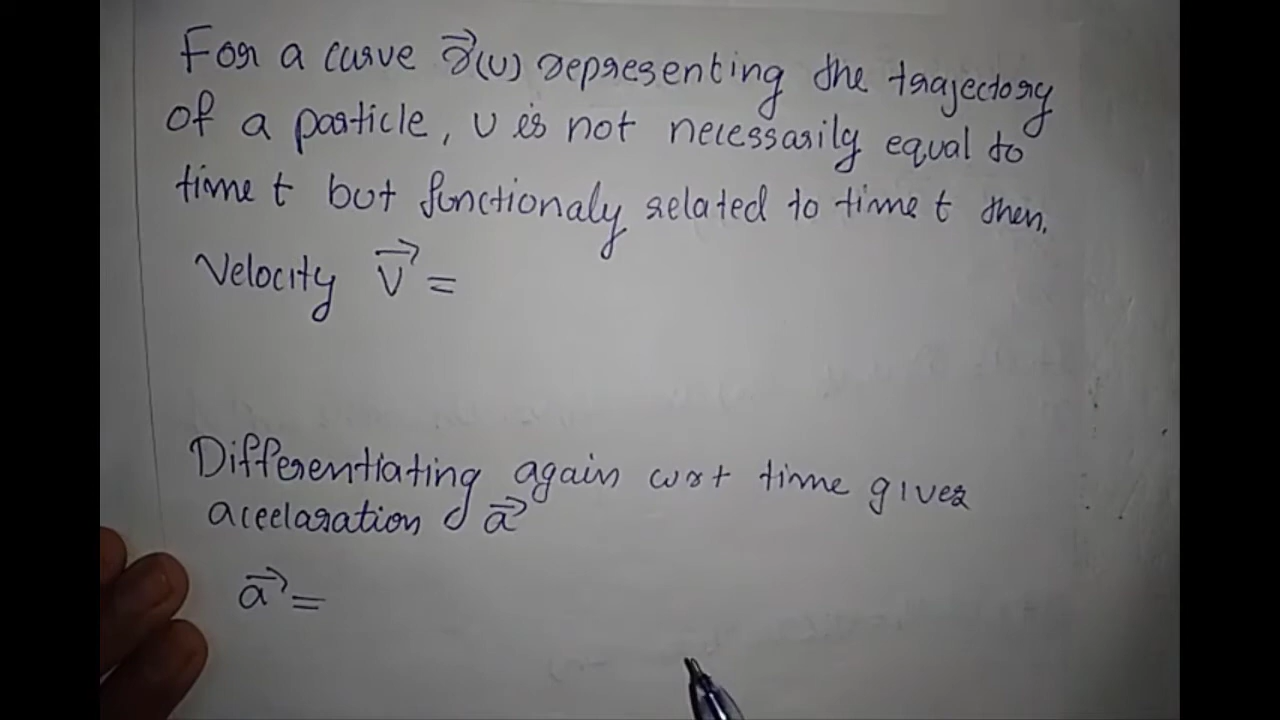 For a curve r⃗(u) representing the trajectory
of a particle, u is not necessarily equal to
time t but functionaly related to time t then.
Velocity v⃗ =
Differentiating again wrt time gives
aceelaration a⃗
a⃗ =